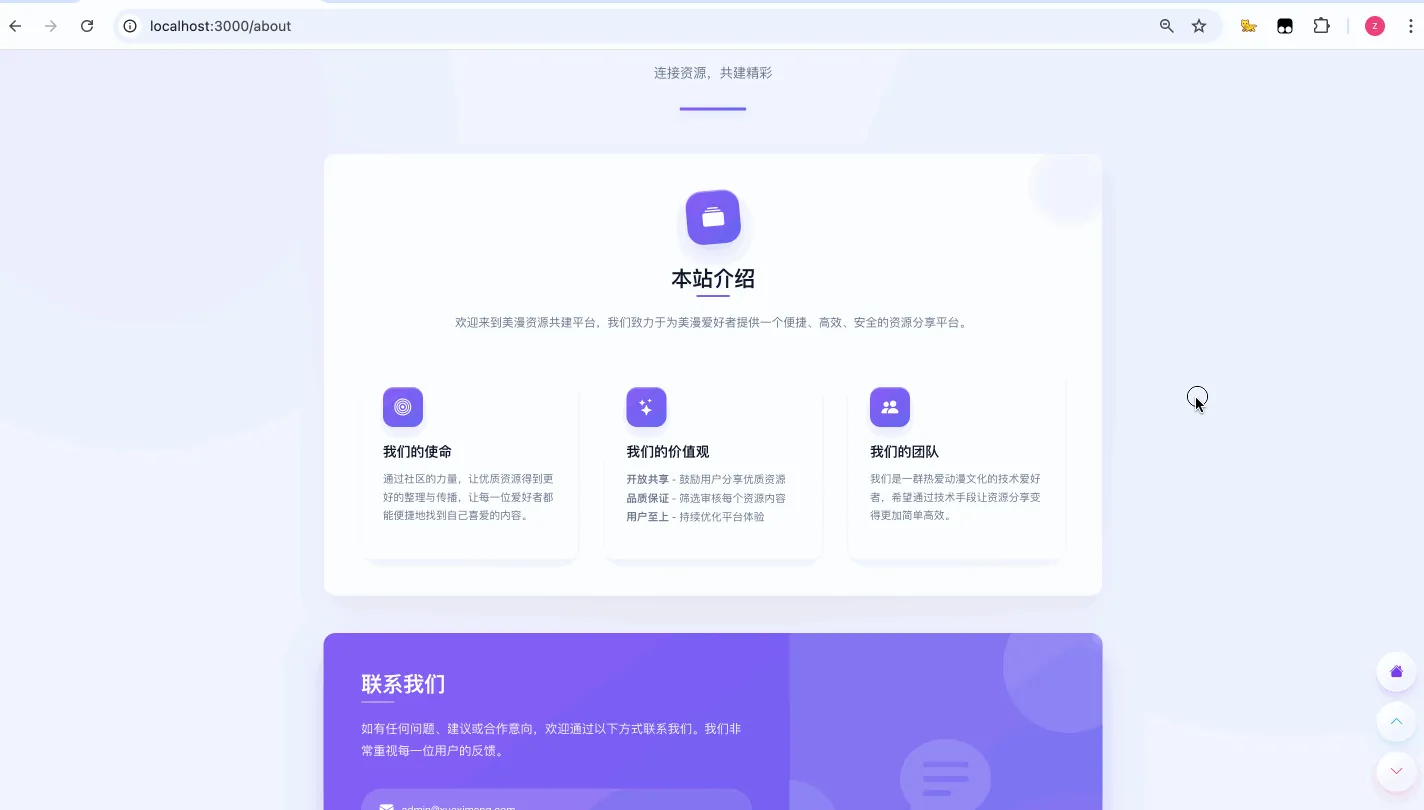 localhost:3000/about
z
连接资源，共建精彩
本站介绍
欢迎来到美漫资源共建平台，我们致力于为美漫爱好者提供一个便捷、高效、安全的资源分享平台。
我们的使命
通过社区的力量，让优质资源得到更
好的整理与传播，让每一位爱好者都
能便捷地找到自己喜爱的内容。
我们的价值观
开放共享 - 鼓励用户分享优质资源
品质保证 - 筛选审核每个资源内容
用户至上 - 持续优化平台体验
我们的团队
我们是一群热爱动漫文化的技术爱好
者，希望通过技术手段让资源分享变
得更加简单高效。
联系我们
如有任何问题、建议或合作意向，欢迎通过以下方式联系我们。我们非
常重视每一位用户的反馈。